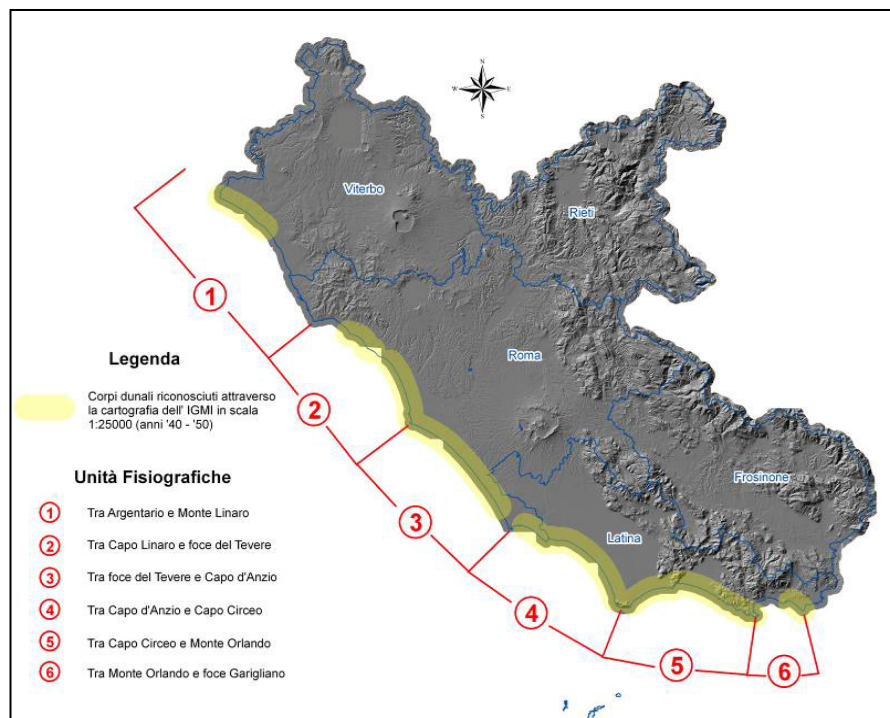 N
W E
S
Viterbo
Rieti
1
Legenda
Roma
Corpi dunali riconosciuti attraverso
la cartografia dell' IGMI in scala
1:25000 (anni '40 - '50)
2
Unità Fisiografiche
Frosinone
1 Tra Argentario e Monte Linaro
3
Latina
2 Tra Capo Linaro e foce del Tevere
3 Tra foce del Tevere e Capo d'Anzio
4 Tra Capo d'Anzio e Capo Circeo
4
5 Tra Capo Circeo e Monte Orlando
5
6
6 Tra Monte Orlando e foce Garigliano